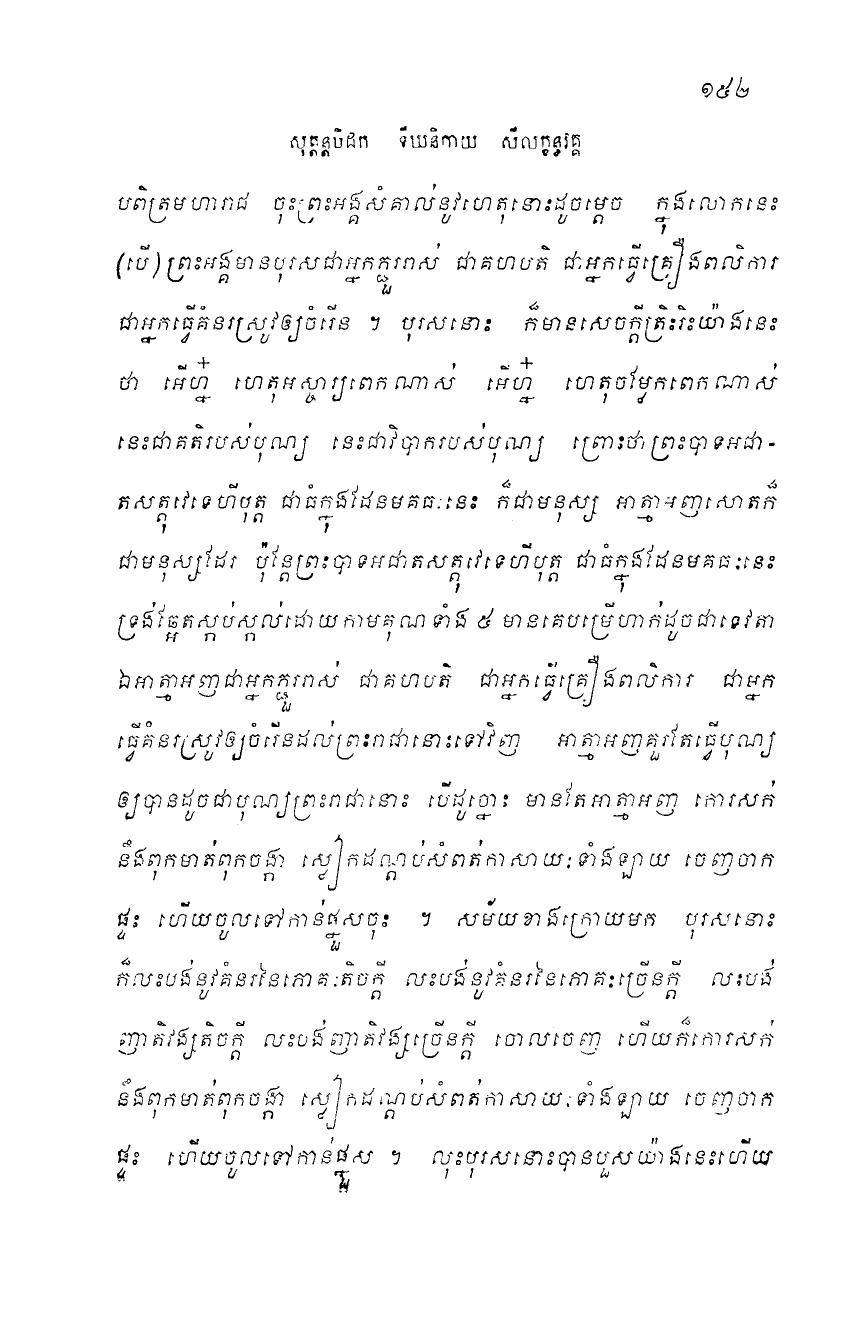 ១៥២
សុត្តន្តបិដក ទីឃនិកាយ សីលក្ខន្ធវគ្គ
បពិត្រមហារាជ ចុះព្រះអង្គសំគាល់នូវហេតុនោះដូចម្តេច ក្នុងលោកនេះ
(បើ) ព្រះអង្គមានបុរសជាអ្នកភ្ជួររាស់ ជាគហបតិ ជាអ្នកធ្វើគ្រឿងពលិការ
ជាអ្នកធ្វើគំនរស្រូវឲ្យចំរើន ។ បុរសនោះ ក៏មានសេចក្តីត្រិះរិះយ៉ាងនេះ
ថា អើហ្ន៎ ហេតុអស្ចារ្យពេកណាស់ អើហ្ន៎ ហេតុចម្លែកពេកណាស់
នេះជាគតិរបស់បុណ្យ នេះជាវិបាករបស់បុណ្យ ព្រោះថាព្រះបាទអជា-
តសត្តុវេទេហីបុត្ត ជាធំក្នុងដែនមគធៈនេះ ក៏ជាមនុស្ស អាត្មាអញសោតក៏
ជាមនុស្សដែរ ប៉ុន្តែព្រះបាទអជាតសត្តុវេទេហីបុត្ត ជាធំក្នុងដែនមគធៈនេះ
ទ្រង់ឆ្អែតស្កប់ស្កល់ដោយកាមគុណទាំង ៥ មានគេបម្រើហាក់ដូចជាទេវតា
ឯអាត្មាអញជាអ្នកភ្ជួររាស់ ជាគហបតិ ជាអ្នកធ្វើគ្រឿងពលិការ ជាអ្នក
ធ្វើគំនរស្រូវឲ្យចំរើនដល់ព្រះរាជានោះទៅវិញ អាត្មាអញគួរតែធ្វើបុណ្យ
ឲ្យបានដូចជាបុណ្យព្រះរាជានោះ បើដូច្នោះ មានតែអាត្មាអញ កោរសក់
នឹងពុកមាត់ពុកចង្កា ស្លៀកដណ្តប់សំពត់កាសាយៈទាំងឡាយ ចេញចាក
ផ្ទះ ហើយចូលទៅកាន់ផ្នួសចុះ ។ សម័យខាងក្រោយមក បុរសនោះ
ក៏លះបង់នូវគំនរនៃភោគៈតិចក្តី លះបង់នូវគំនរនៃភោគៈច្រើនក្តី លះបង់
ញាតិវង្សតិចក្តី លះបង់ញាតិវង្សច្រើនក្តី ចោលចេញ ហើយក៏កោរសក់
នឹងពុកមាត់ពុកចង្កា ស្លៀកដណ្តប់សំពត់កាសាយៈទាំងឡាយ ចេញចាក
ផ្ទះ ហើយចូលទៅកាន់ផ្នួស ។ លុះបុរសនោះបានបួសយ៉ាងនេះហើយ